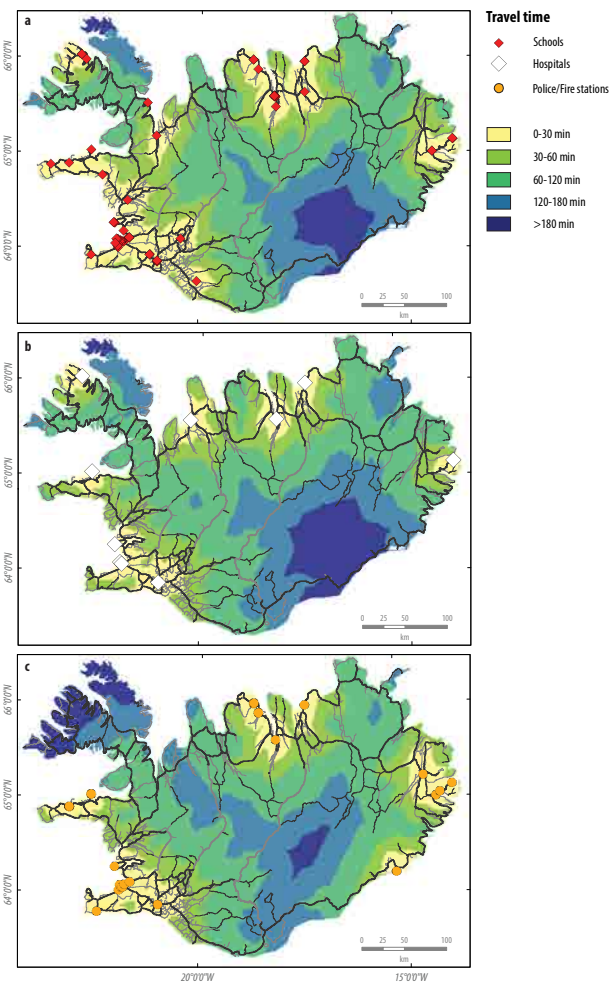 a
Travel time
Schools
Hospitals
Police/Fire stations
0-30 min
30-60 min
60-120 min
120-180 min
>180 min
66°0'0"N
65°0'0"N
64°0'0"N
0 25 50 100
km
b
66°0'0"N
65°0'0"N
64°0'0"N
0 25 50 100
km
c
66°0'0"N
65°0'0"N
64°0'0"N
0 25 50 100
km
20°0'0"W 15°0'0"W